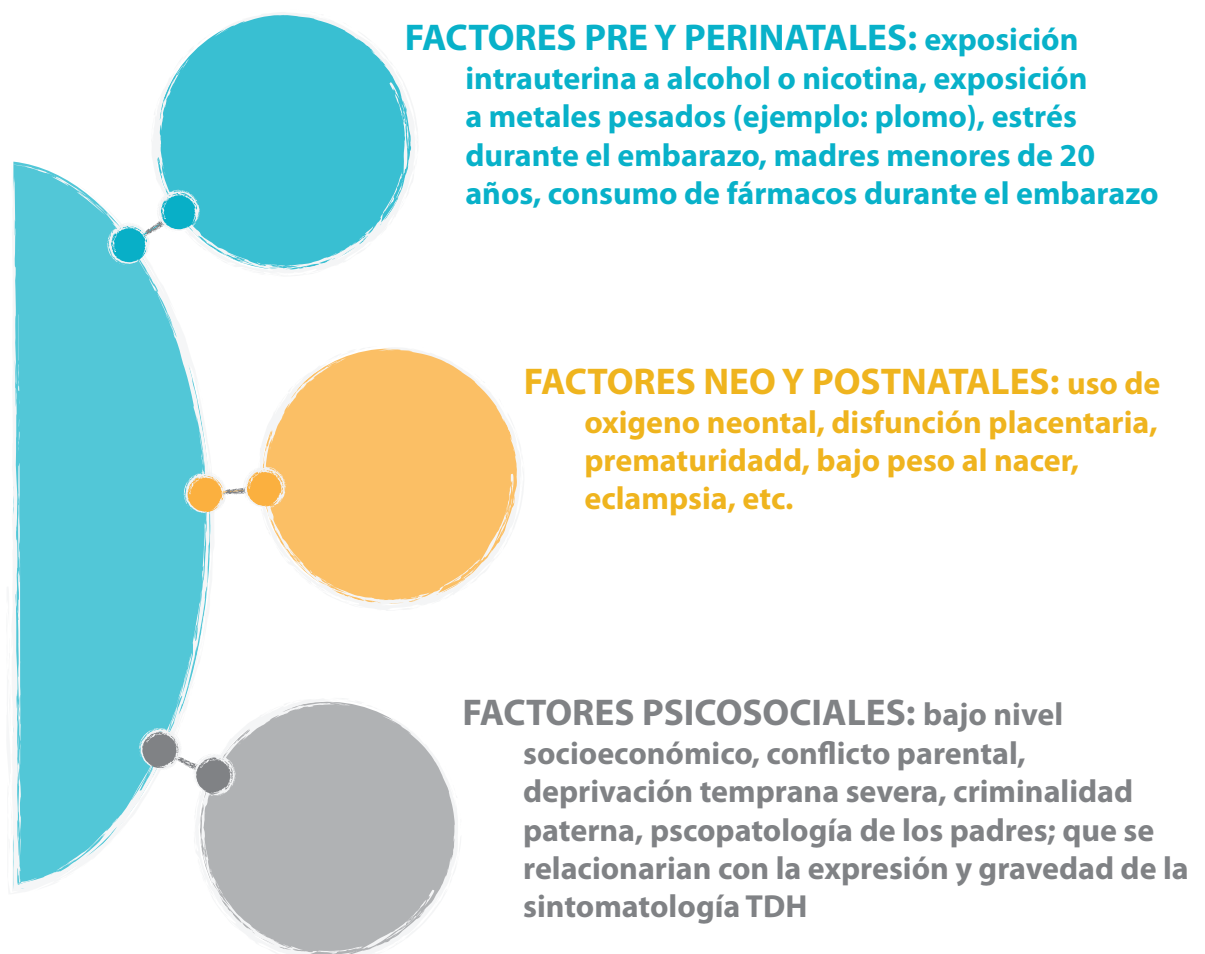 FACTORES PRE Y PERINATALES: exposición
intrauterina a alcohol o nicotina, exposición
a metales pesados (ejemplo: plomo), estrés
durante el embarazo, madres menores de 20
años, consumo de fármacos durante el embarazo
FACTORES NEO Y POSTNATALES: uso de
oxigeno neontal, disfunción placentaria,
prematuridadd, bajo peso al nacer,
eclampsia, etc.
FACTORES PSICOSOCIALES: bajo nivel
socioeconómico, conflicto parental,
deprivación temprana severa, criminalidad
paterna, pscopatología de los padres; que se
relacionarian con la expresión y gravedad de la
sintomatología TDH